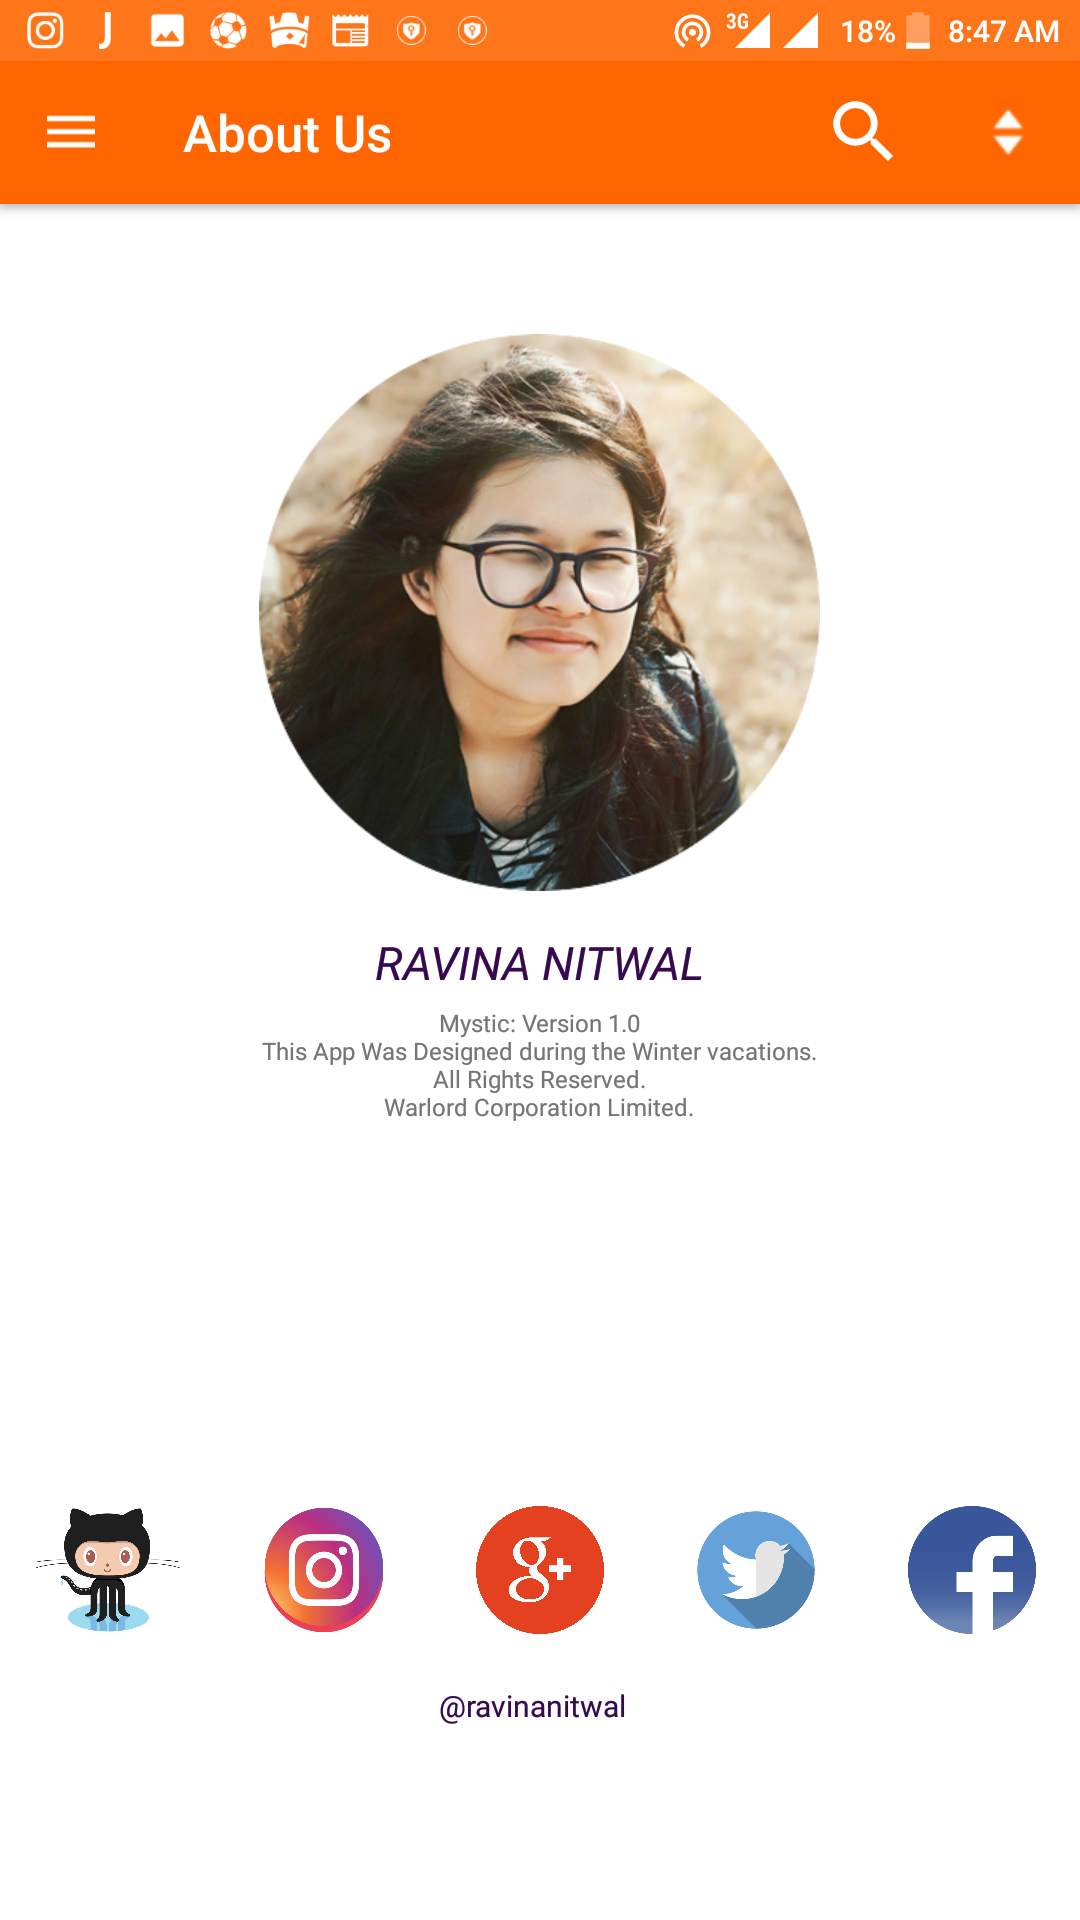 3G 18% 8:47 AM
About Us
RAVINA NITWAL
Mystic: Version 1.0
This App Was Designed during the Winter vacations.
All Rights Reserved.
Warlord Corporation Limited.
g+ f
@ravinanitwal